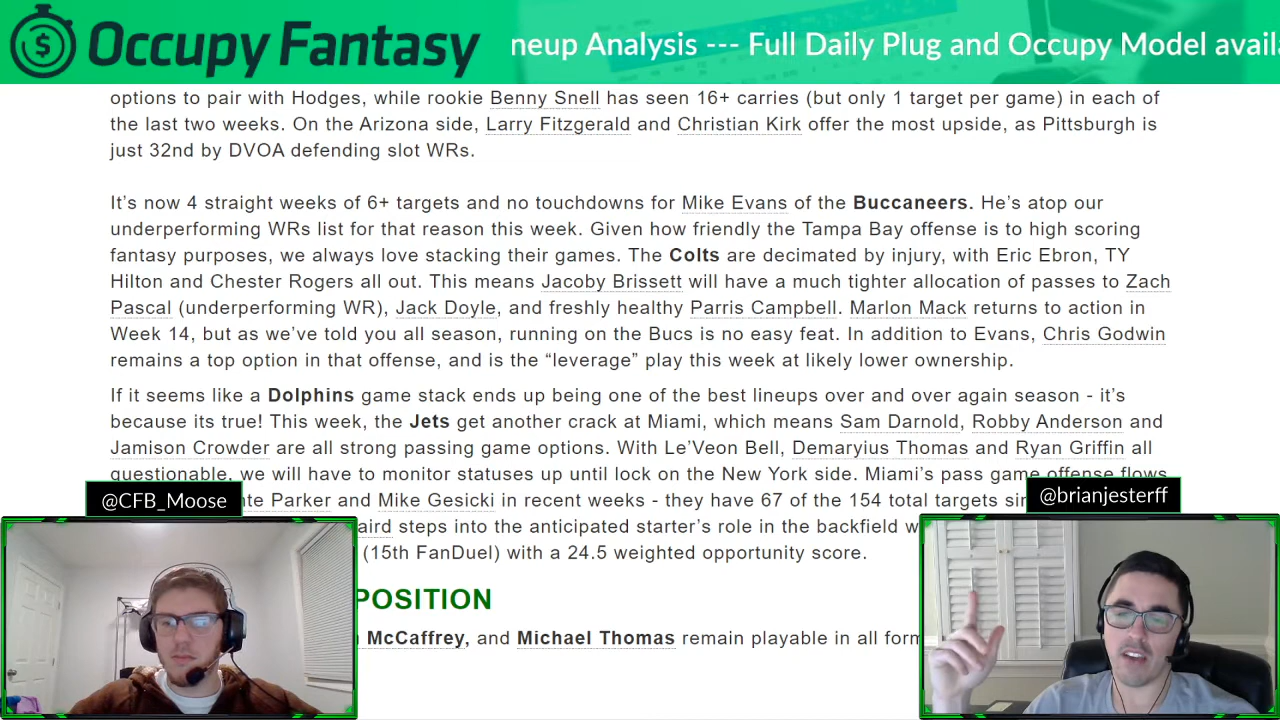 Occupy Fantasy
neup Analysis --- Full Daily Plug and Occupy Model avail
options to pair with Hodges, while rookie Benny Snell has seen 16+ carries (but only 1 target per game) in each of
the last two weeks. On the Arizona side, Larry Fitzgerald and Christian Kirk offer the most upside, as Pittsburgh is
just 32nd by DVOA defending slot WRs.
It's now 4 straight weeks of 6+ targets and no touchdowns for Mike Evans of the Buccaneers. He's atop our
underperforming WRs list for that reason this week. Given how friendly the Tampa Bay offense is to high scoring
fantasy purposes, we always love stacking their games. The Colts are decimated by injury, with Eric Ebron, TY
Hilton and Chester Rogers all out. This means Jacoby Brissett will have a much tighter allocation of passes to Zach
Pascal (underperforming WR), Jack Doyle, and freshly healthy Parris Campbell. Marlon Mack returns to action in
Week 14, but as we've told you all season, running on the Bucs is no easy feat. In addition to Evans, Chris Godwin
remains a top option in that offense, and is the “leverage” play this week at likely lower ownership.
If it seems like a Dolphins game stack ends up being one of the best lineups over and over again season - it's
because its true! This week, the Jets get another crack at Miami, which means Sam Darnold, Robby Anderson and
Jamison Crowder are all strong passing game options. With Le'Veon Bell, Demaryius Thomas and Ryan Griffin all
questionable, we will have to monitor statuses up until lock on the New York side. Miami's pass game offense flows
nte Parker and Mike Gesicki in recent weeks - they have 67 of the 154 total targets sin
aird steps into the anticipated starter's role in the backfield w
(15th FanDuel) with a 24.5 weighted opportunity score.
POSITION
McCaffrey, and Michael Thomas remain playable in all form
@CFB_Moose
@brianjesterff